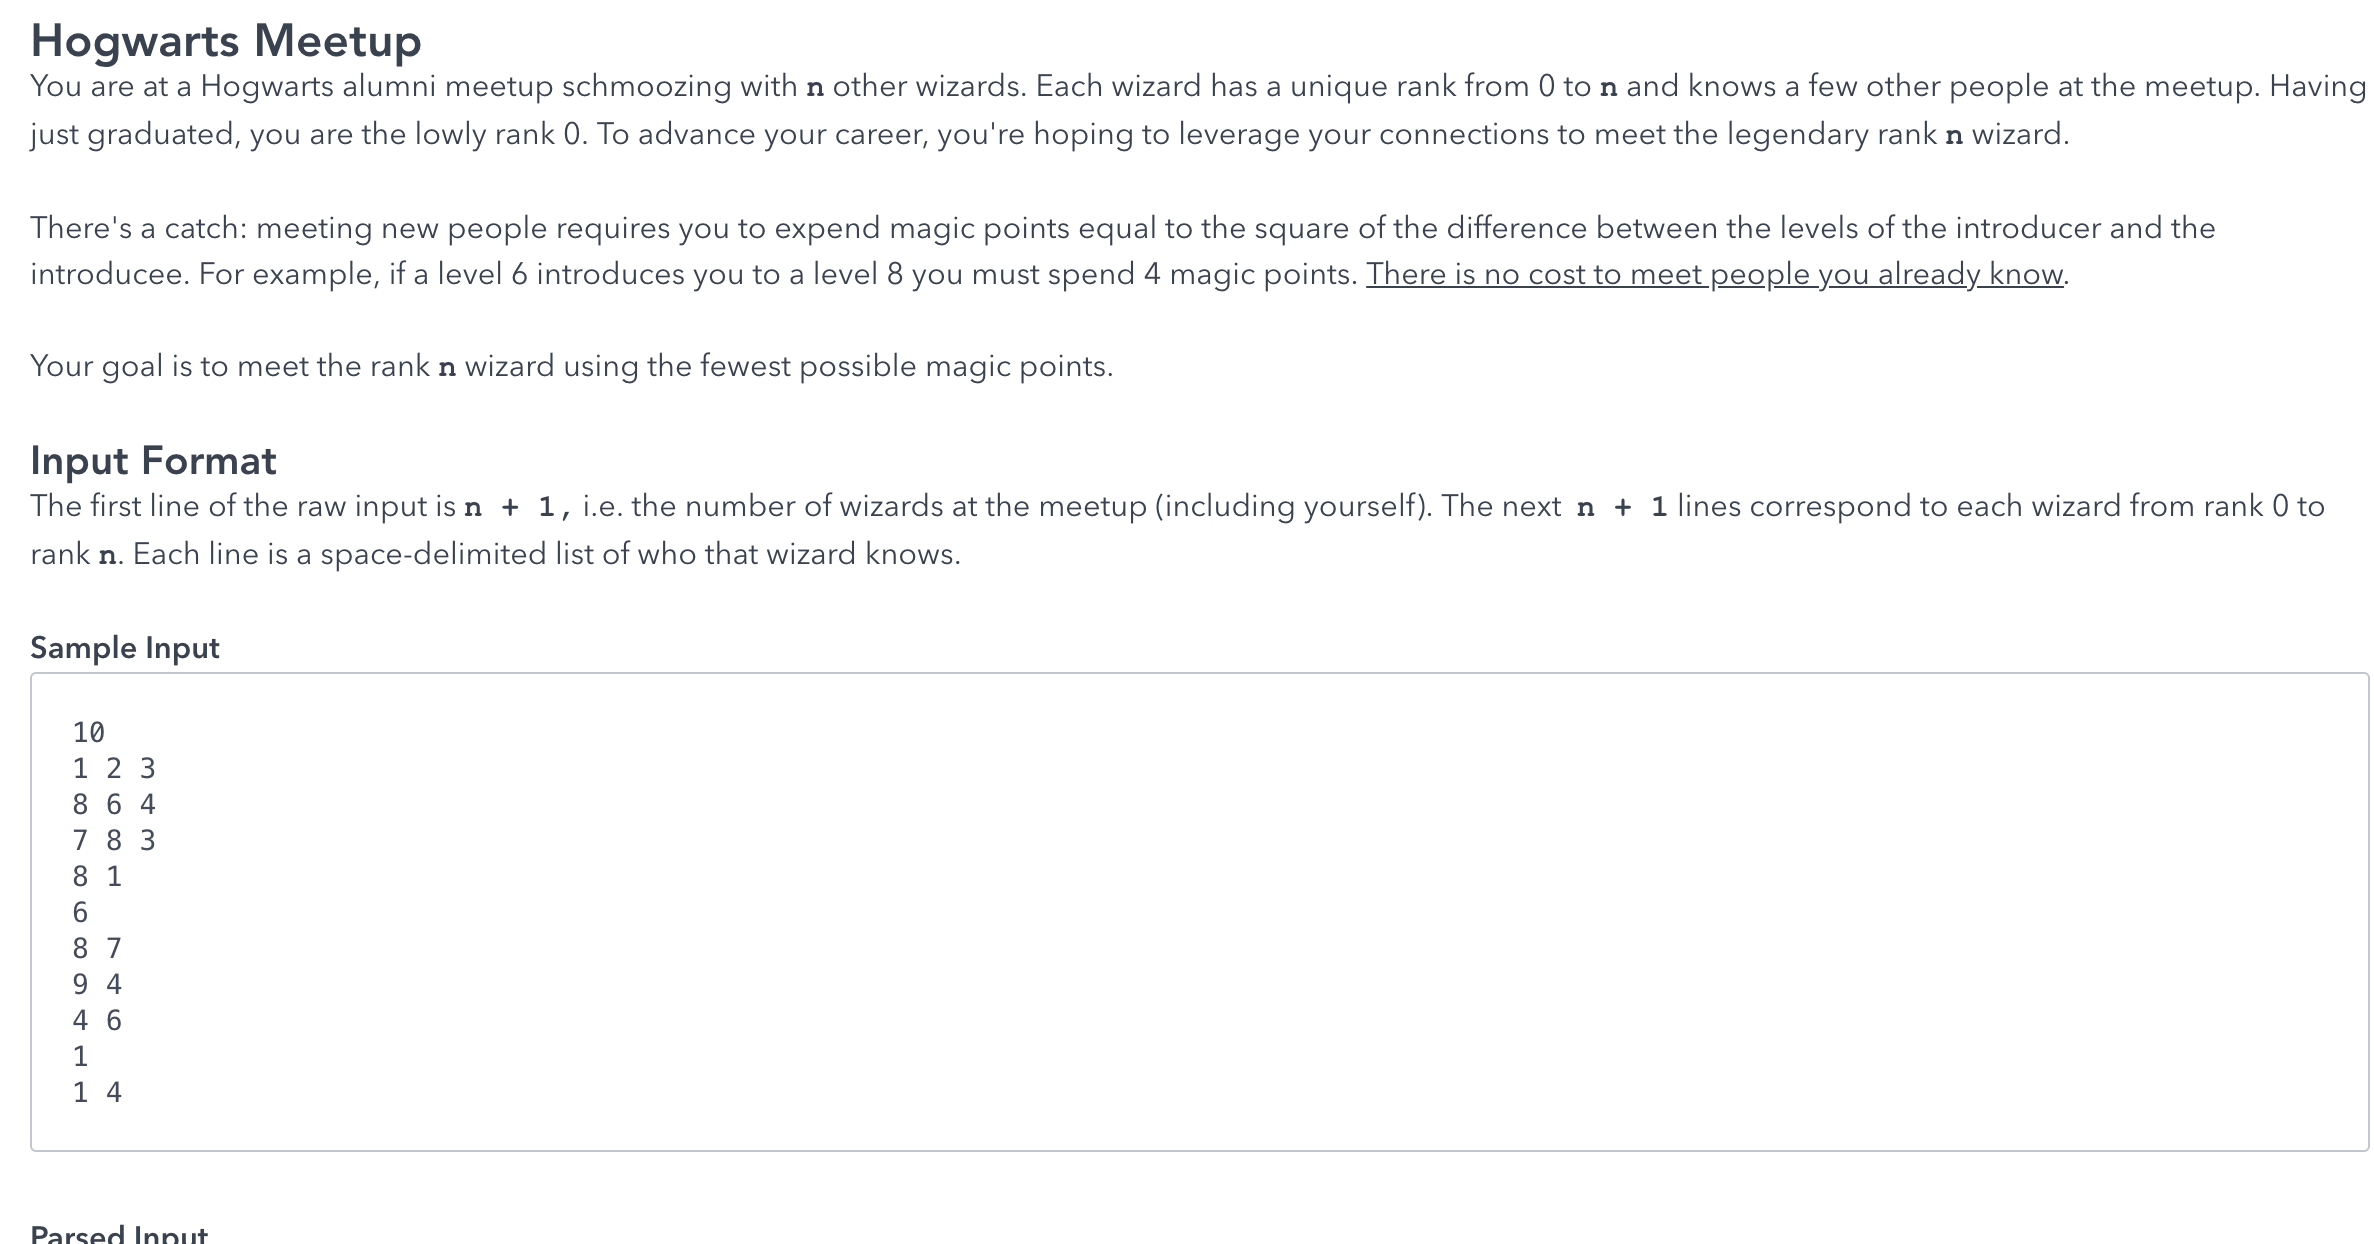 Hogwarts Meetup
You are at a Hogwarts alumni meetup schmoozing with n other wizards. Each wizard has a unique rank from 0 to n and knows a few other people at the meetup. Having
just graduated, you are the lowly rank 0. To advance your career, you're hoping to leverage your connections to meet the legendary rank n wizard.
There's a catch: meeting new people requires you to expend magic points equal to the square of the difference between the levels of the introducer and the
introducee. For example, if a level 6 introduces you to a level 8 you must spend 4 magic points. There is no cost to meet people you already know.
Your goal is to meet the rank n wizard using the fewest possible magic points.
Input Format
The first line of the raw input is n + 1, i.e. the number of wizards at the meetup (including yourself). The next n + 1 lines correspond to each wizard from rank 0 to
rank n. Each line is a space-delimited list of who that wizard knows.
Sample Input
10
1 2 3
8 6 4
7 8 3
8 1
6
8 7
9 4
4 6
1
1 4
Parsed Input